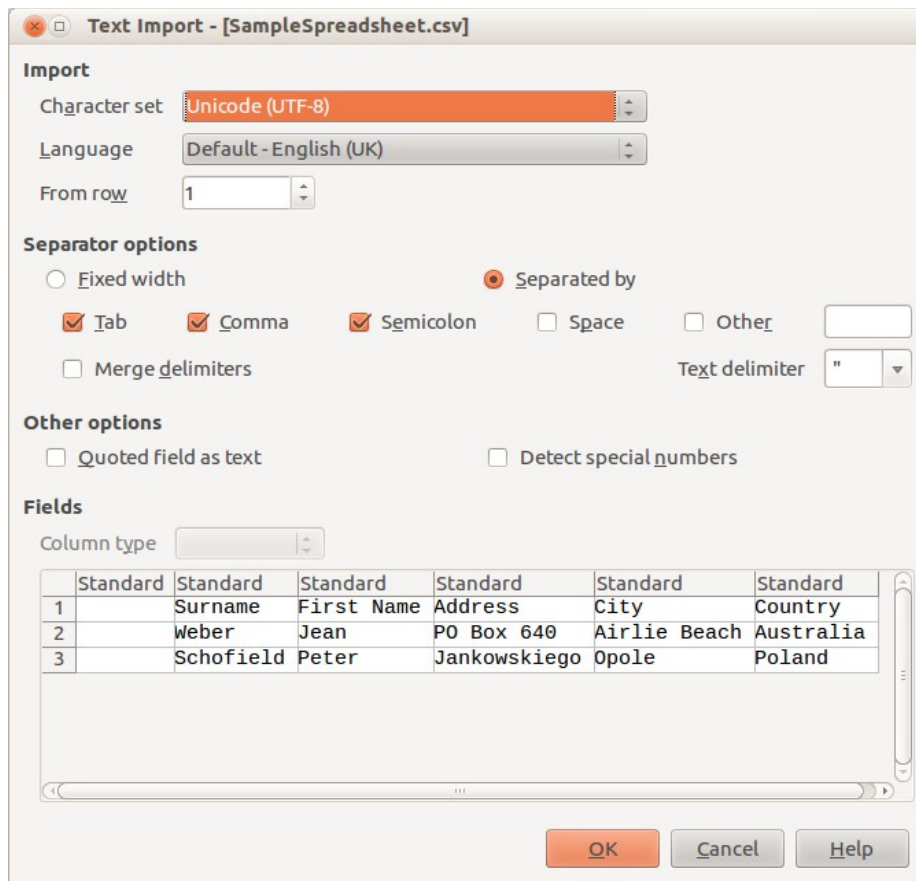 Text Import - [SampleSpreadsheet.csv]
Import
Character set Unicode (UTF-8)
Language Default - English (UK)
From row 1
Separator options
Fixed width Separated by
Tab Comma Semicolon Space Other
Merge delimiters Text delimiter "
Other options
Quoted field as text Detect special numbers
Fields
Column type
Standard Standard Standard Standard Standard Standard
1 Surname First Name Address City Country
2 Weber Jean PO Box 640 Airlie Beach Australia
3 Schofield Peter Jankowskiego Opole Poland
OK Cancel Help